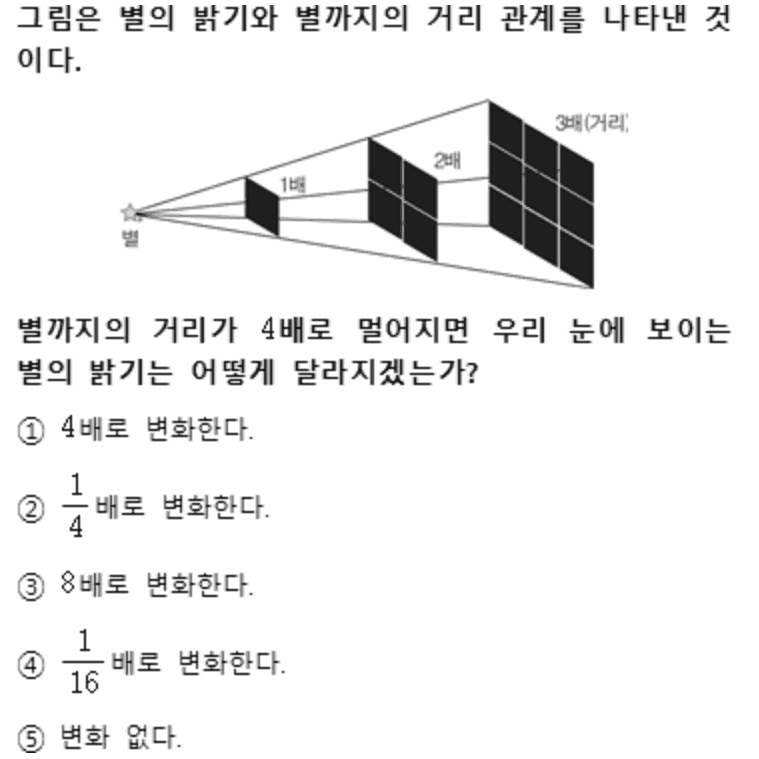 그림은 별의 밝기와 별까지의 거리 관계를 나타낸 것
이다.
3배(거리)
2배
1배
별
별까지의 거리가 4배로 멀어지면 우리 눈에 보이는
별의 밝기는 어떻게 달라지겠는가?
① 4배로 변화한다.
② 1/4배로 변화한다.
③ 8배로 변화한다.
④ 1/16배로 변화한다.
⑤ 변화 없다.